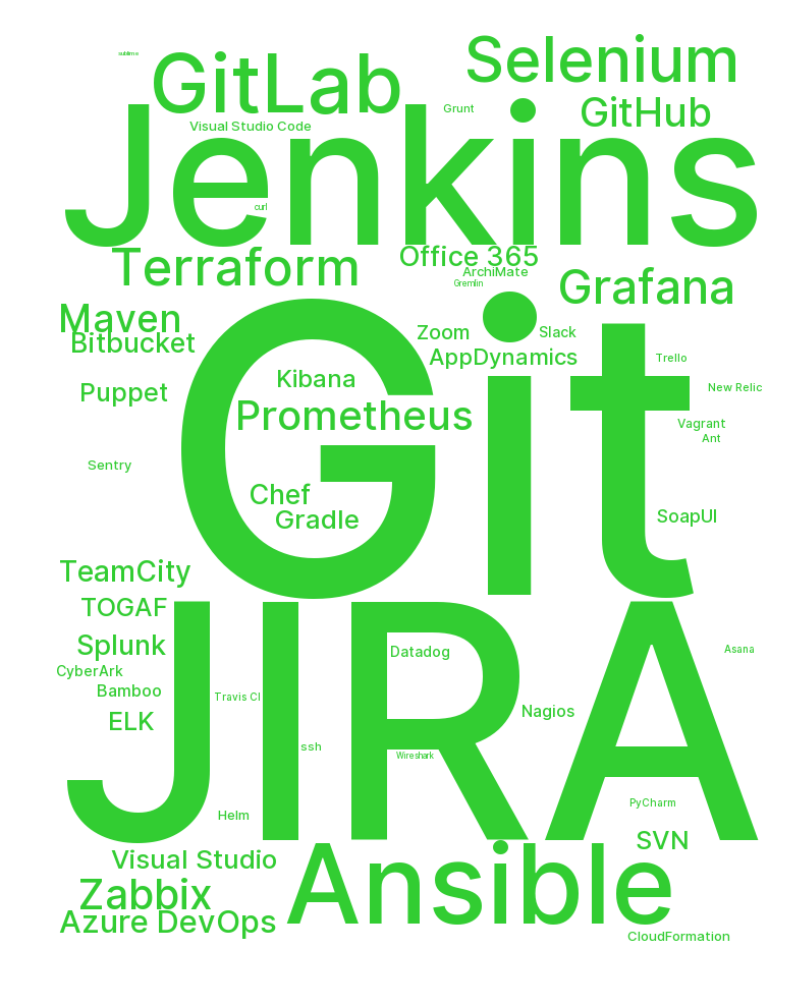 sublime
GitLab
Selenium
Grunt
GitHub
Visual Studio Code
Jenkins
curl
Terraform
Office 365
ArchiMate
Gremlin
Grafana
Maven
Bitbucket
Zoom
Slack
AppDynamics
Trello
Kibana
New Relic
Puppet
Prometheus
Vagrant
Ant
Git
Sentry
Chef
Gradle
SoapUI
TeamCity
TOGAF
Splunk
Datadog
Asana
CyberArk
Bamboo
Travis CI
Nagios
ELK
JIRA
ssh
Wireshark
PyCharm
Helm
SVN
Visual Studio
Ansible
Zabbix
Azure DevOps
CloudFormation